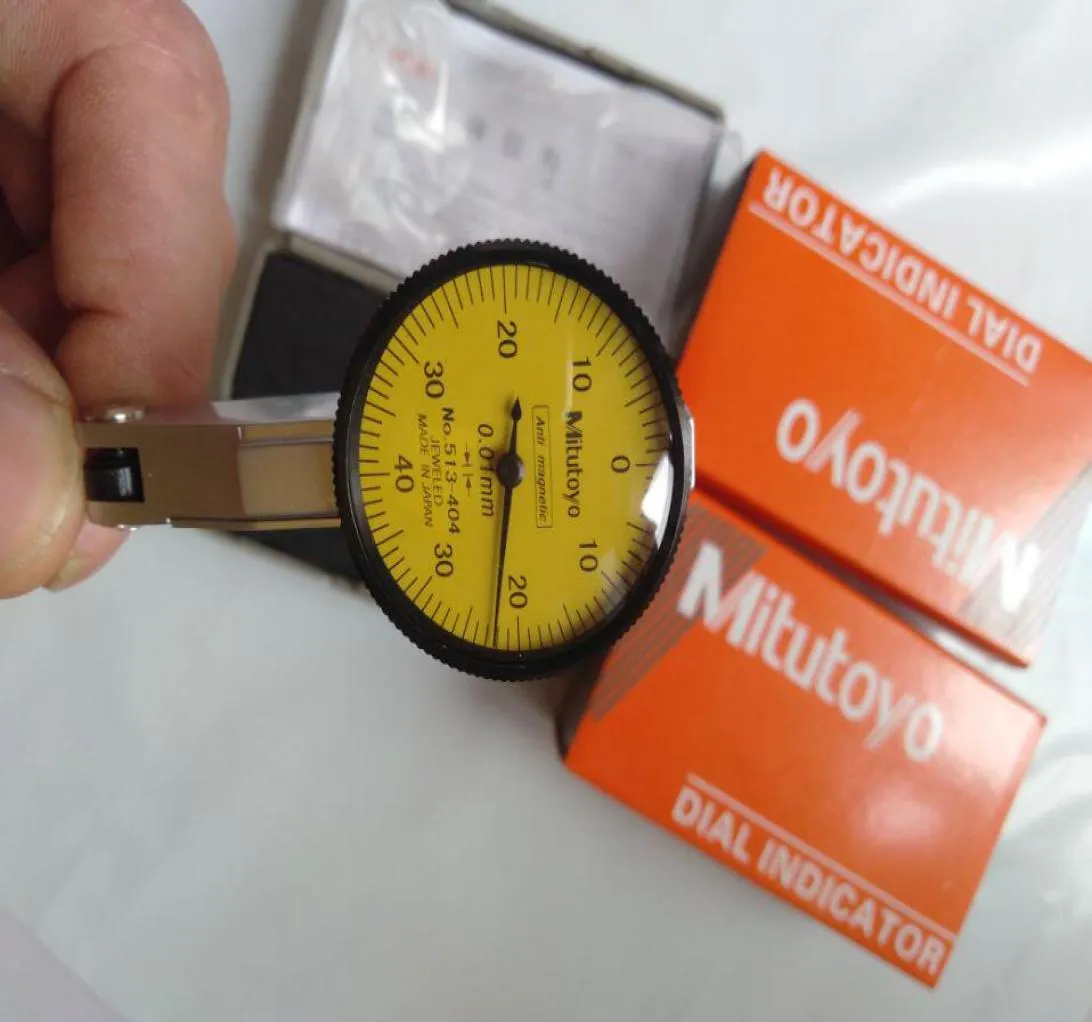 DIAL INDICATOR
Mitutoyo
Mitutoyo
DIAL INDICATOR
0
10
20
30
40
30
20
10
Mitutoyo
Anti magnetic
0.01mm
No.513-404
JEWELED
MADE IN JAPAN